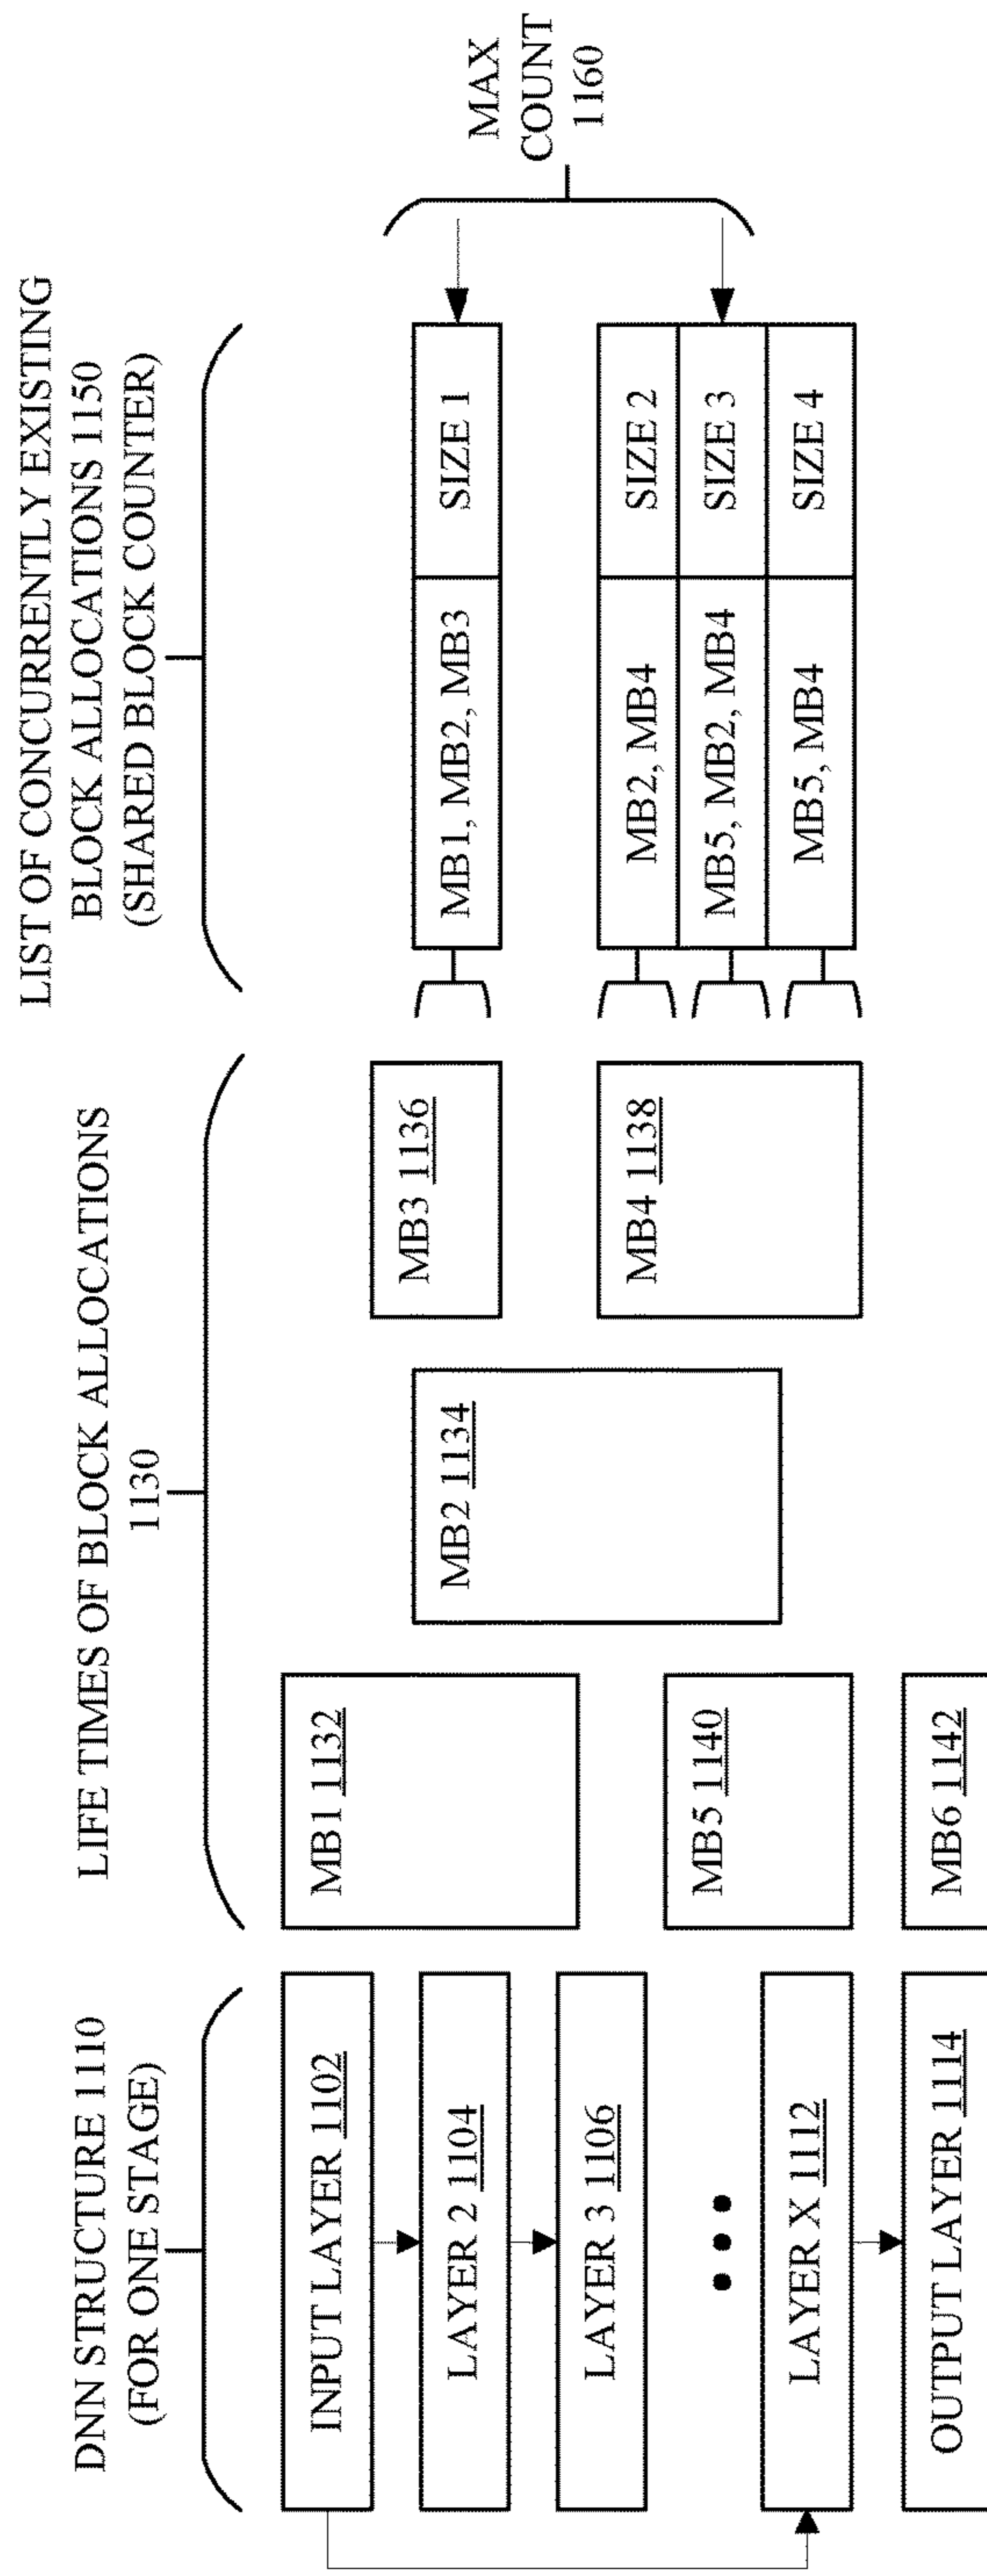 DNN STRUCTURE 1110
(FOR ONE STAGE)
INPUT LAYER 1102
LAYER 2 1104
LAYER 3 1106
LAYER X 1112
OUTPUT LAYER 1114
LIFE TIMES OF BLOCK ALLOCATIONS
1130
MB1 1132
MB5 1140
MB6 1142
MB2 1134
MB3 1136
MB4 1138
LIST OF CONCURRENTLY EXISTING
BLOCK ALLOCATIONS 1150
(SHARED BLOCK COUNTER)
MB1, MB2, MB3 SIZE 1
MB2, MB4 SIZE 2
MB5, MB2, MB4 SIZE 3
MB5, MB4 SIZE 4
MAX
COUNT
1160